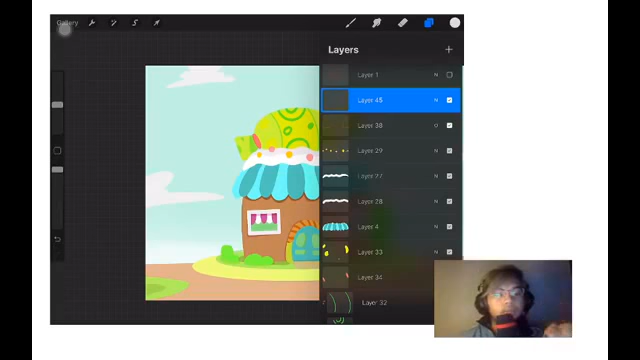 Gallery
Layers
Layer 1 N
Layer 45 N
Layer 38 O
Layer 29 N
Layer 27 N
Layer 28 N
Layer 4 N
Layer 33 N
Layer 34
Layer 32